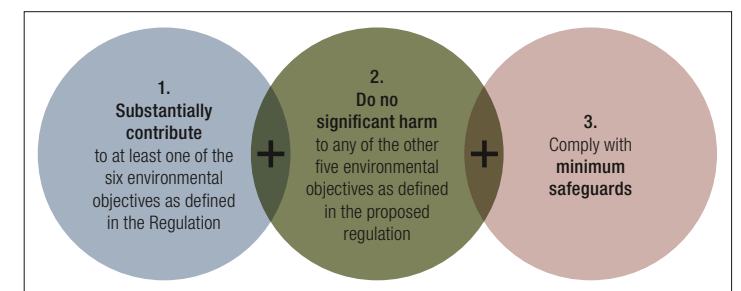 1.
Substantially
contribute
to at least one of the
six environmental
objectives as defined
in the Regulation
+
2.
Do no
significant harm
to any of the other
five environmental
objectives as defined
in the proposed
regulation
+
3.
Comply with
minimum
safeguards